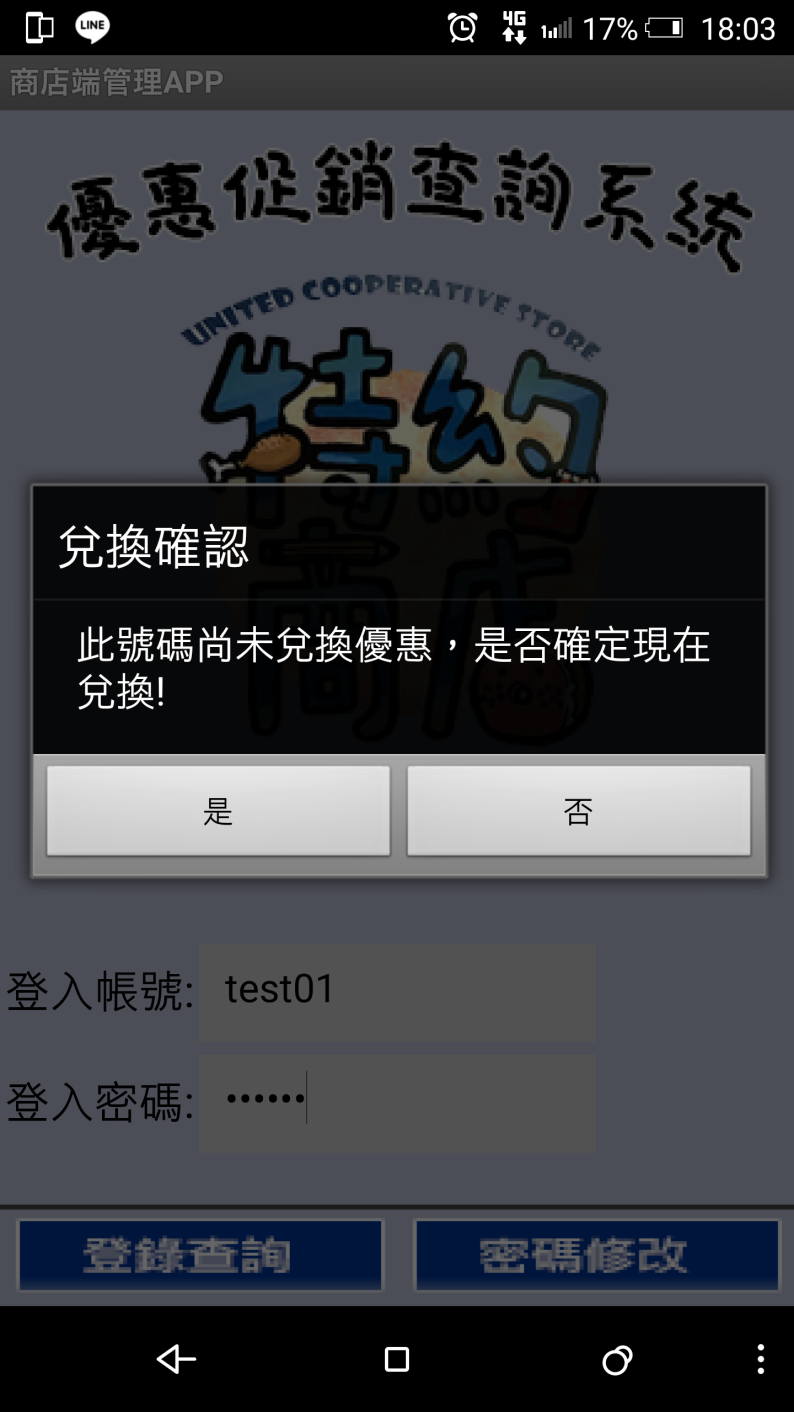 LINE
4G
17%
18:03
商店端管理APP
優惠促銷查詢系統
UNITED COOPERATIVE STORE
特約
商店
兌換確認
此號碼尚未兌換優惠，是否確定現在
兌換!
是
否
登入帳號:
test01
登入密碼:
••••••
登錄查詢
密碼修改